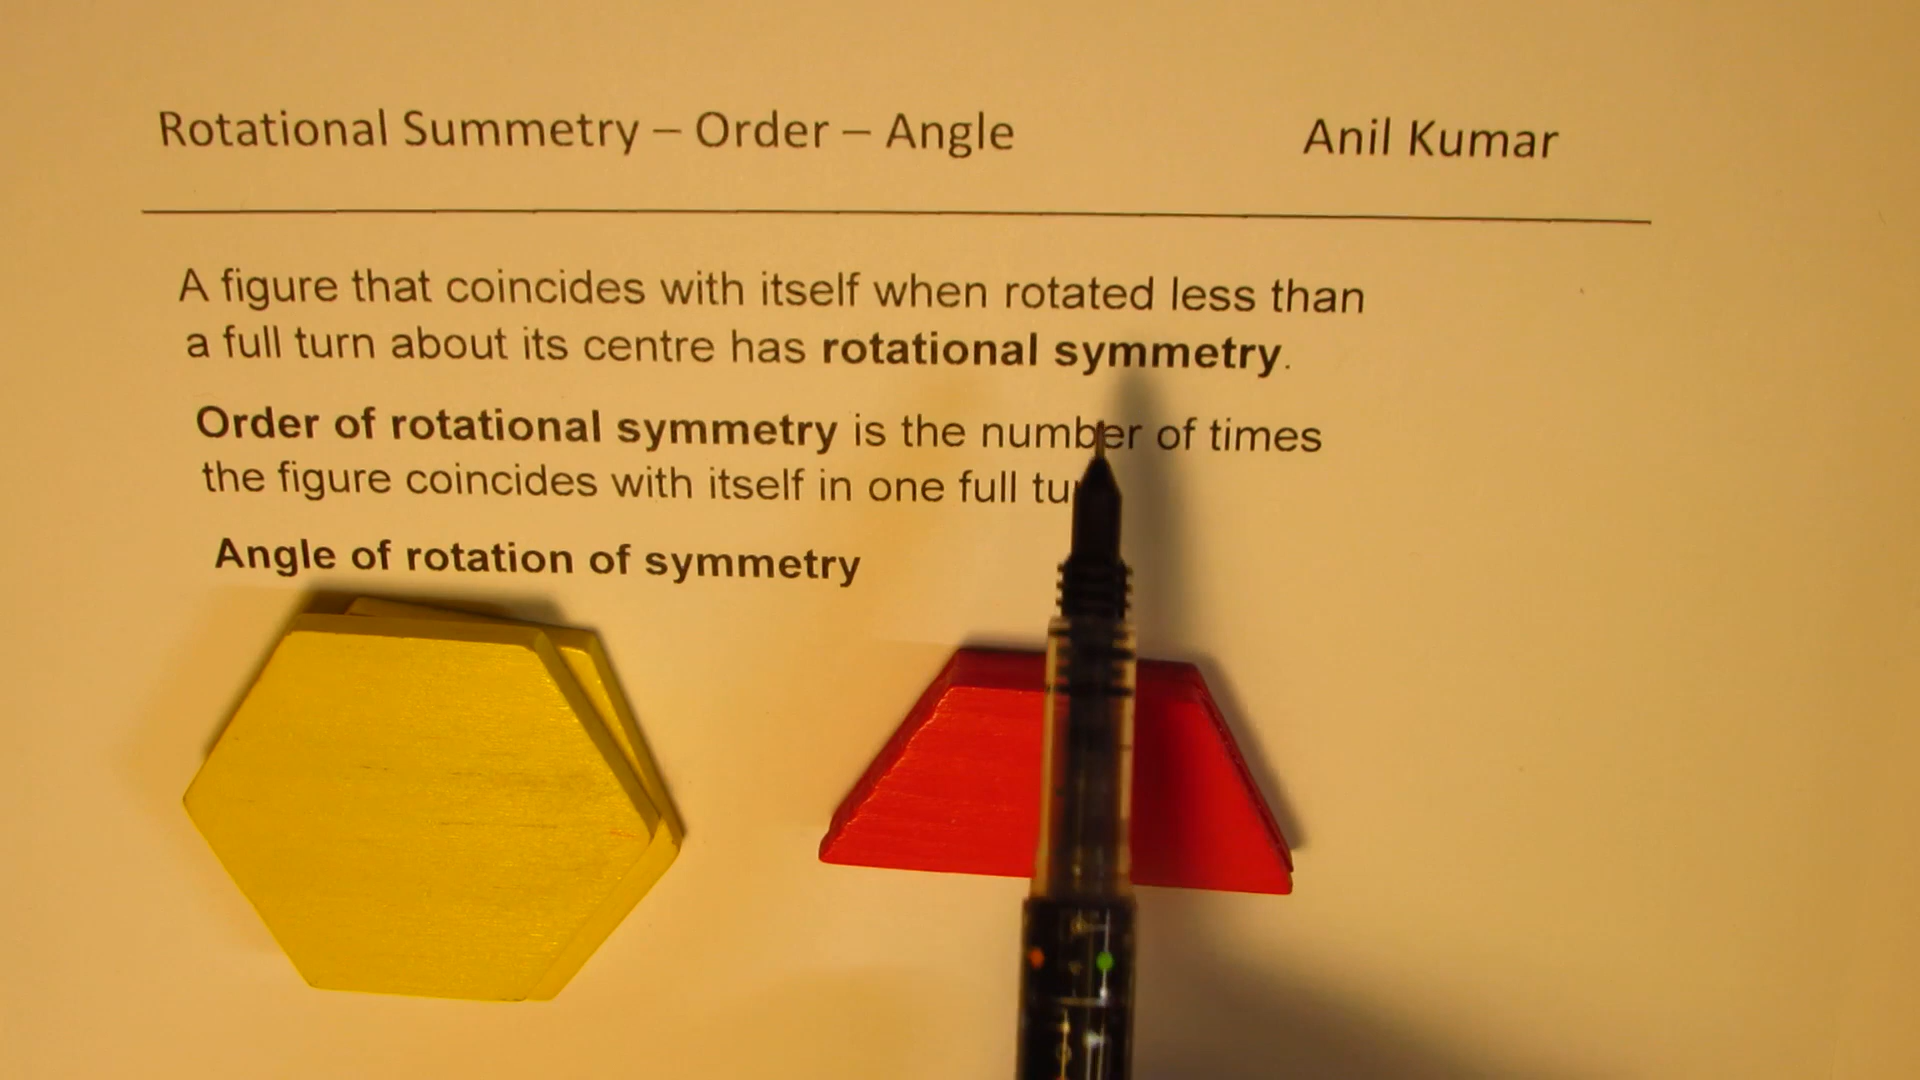 Rotational Summetry – Order – Angle
Anil Kumar
A figure that coincides with itself when rotated less than
a full turn about its centre has rotational symmetry.
Order of rotational symmetry is the number of times
the figure coincides with itself in one full
Angle of rotation of symmetry